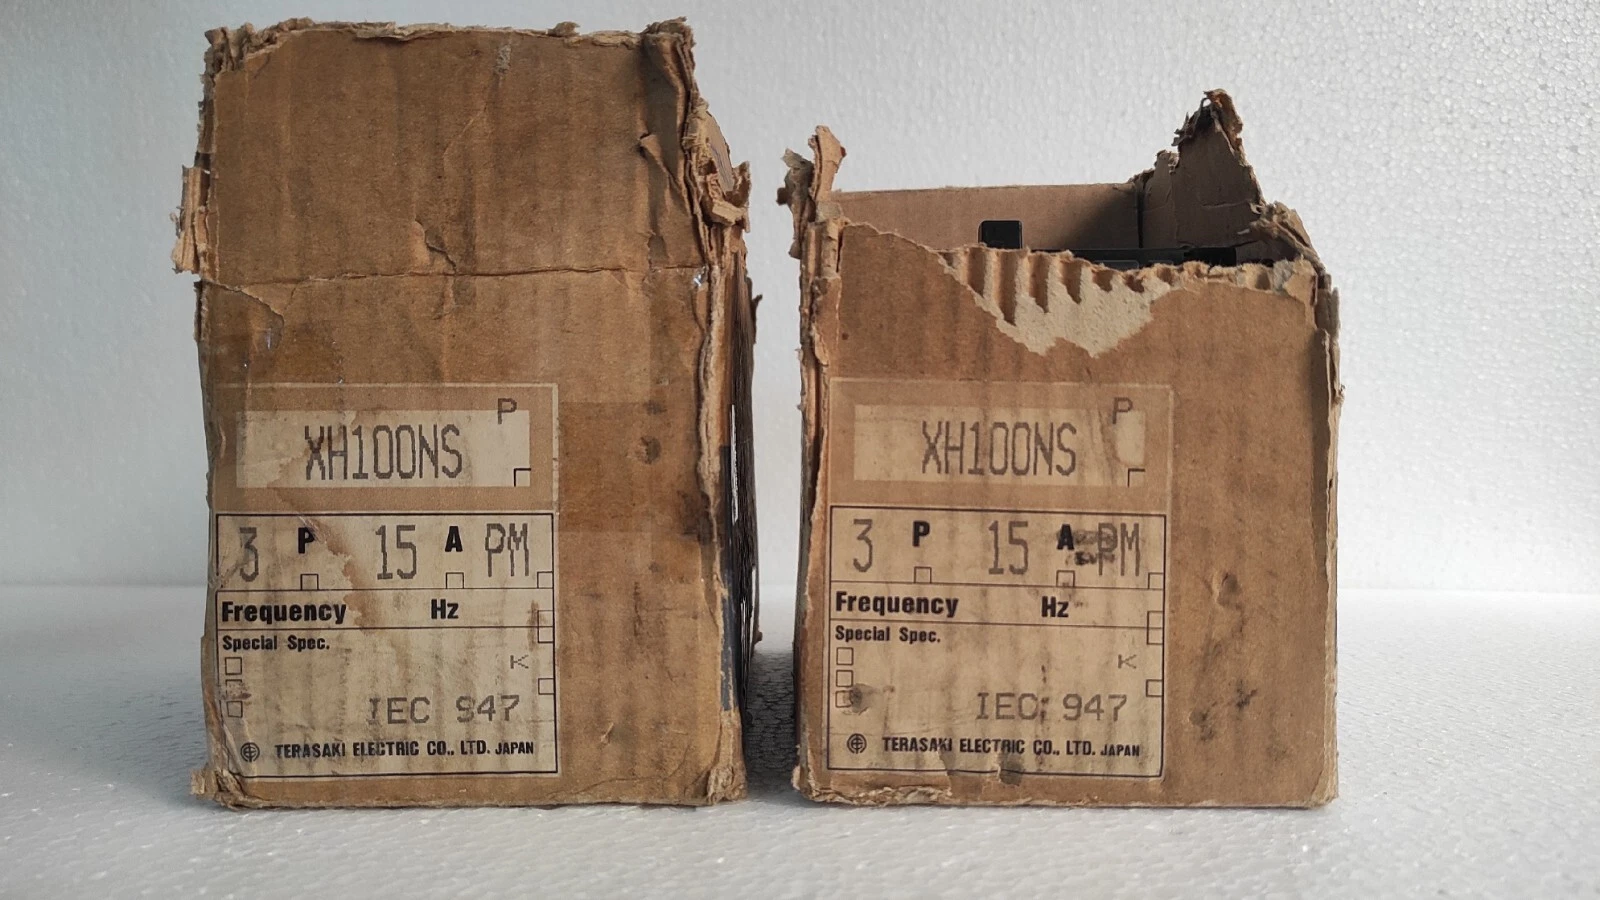 P
XH100NS
3 P 15 A PM
Frequency Hz
Special Spec.
K
IEC 947
TERASAKI ELECTRIC CO., LTD. JAPAN
P
XH100NS
3 P 15 A PM
Frequency Hz
Special Spec.
K
IEC 947
TERASAKI ELECTRIC CO., LTD. JAPAN